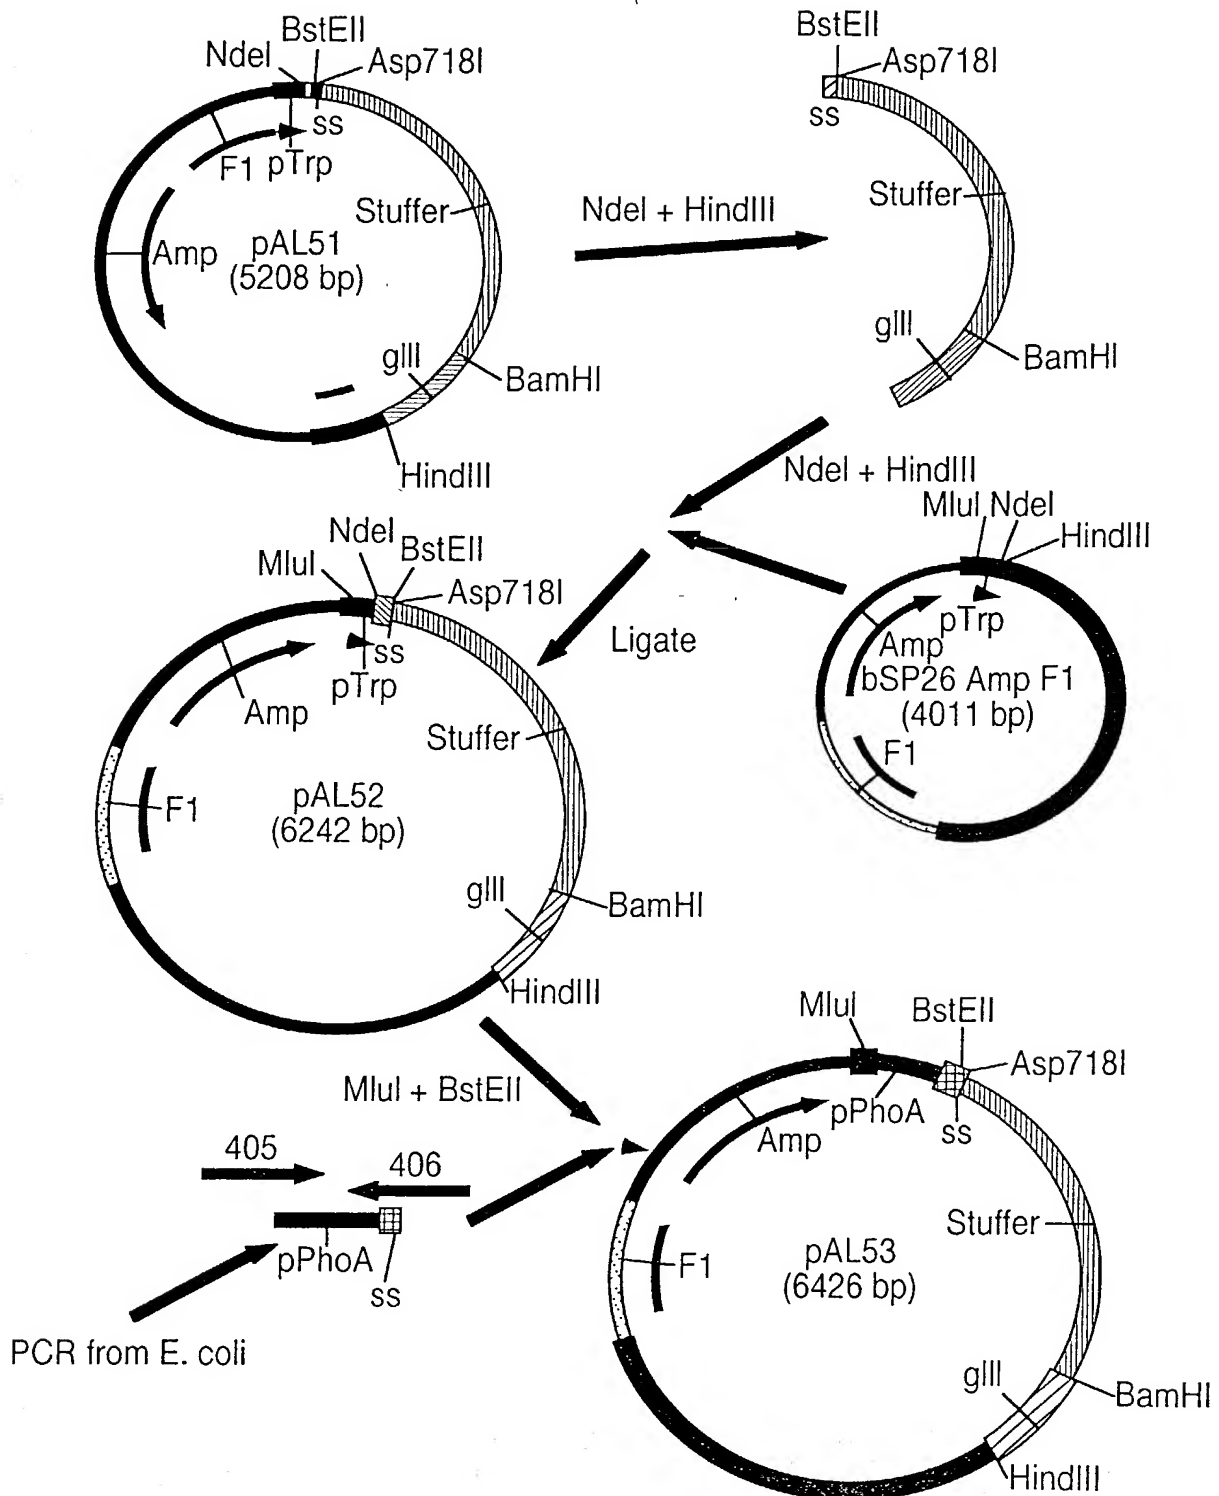 BstEII
NdeI
Asp718I
ss
F1
pTrp
Stuffer
Amp
pAL51
(5208 bp)
gIII
BamHI
HindIII
NdeI + HindIII
BstEII
Asp718I
ss
Stuffer
gIII
BamHI
NdeI + HindIII
MluI
NdeI
HindIII
pTrp
Amp
bSP26 Amp F1
(4011 bp)
F1
Ligate
NdeI
BstEII
MluI
Asp718I
ss
pTrp
Amp
Stuffer
F1
pAL52
(6242 bp)
gIII
BamHI
HindIII
MluI + BstEII
405
406
pPhoA
ss
PCR from E. coli
MluI
BstEII
Asp718I
pPhoA
ss
Amp
Stuffer
F1
pAL53
(6426 bp)
gIII
BamHI
HindIII